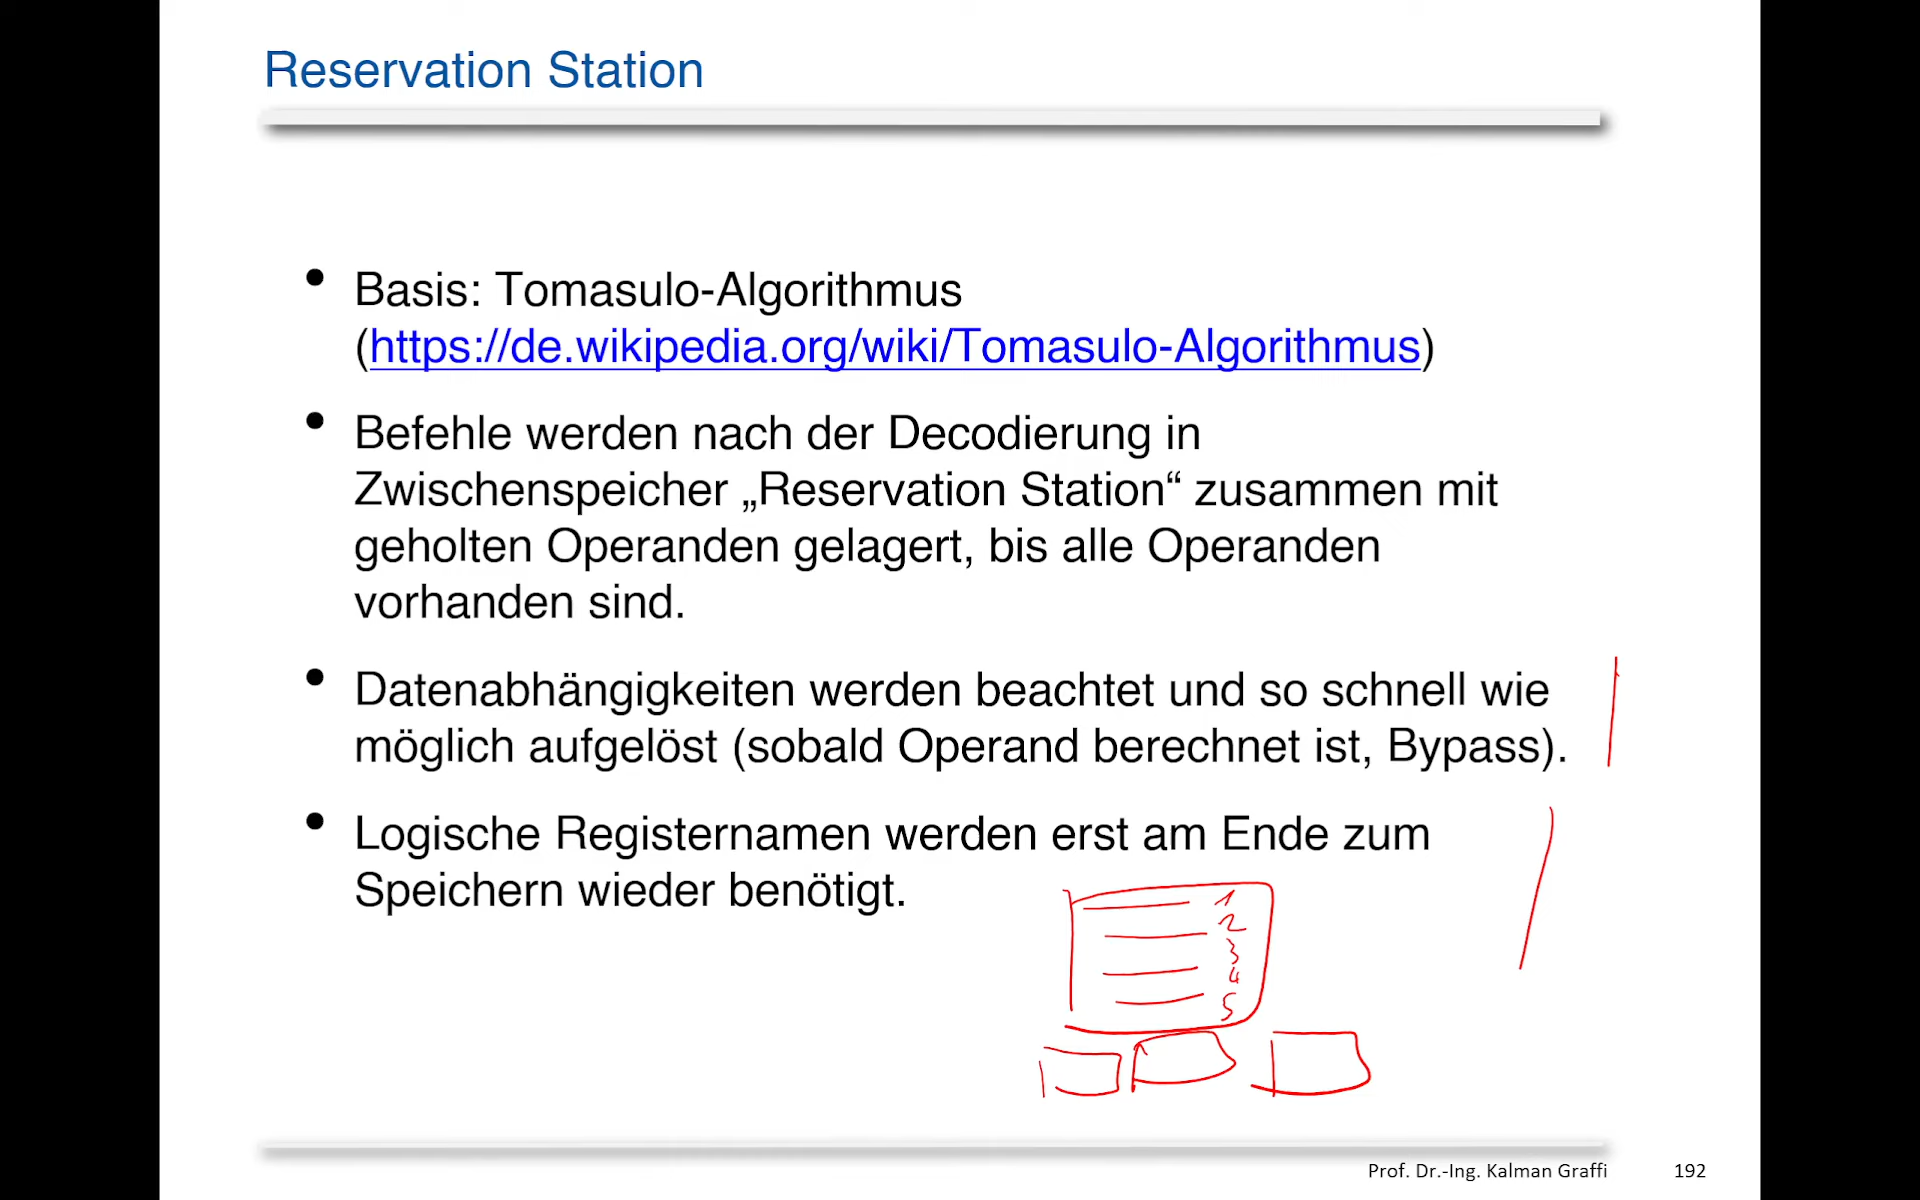 Reservation Station
• Basis: Tomasulo-Algorithmus
(https://de.wikipedia.org/wiki/Tomasulo-Algorithmus)
• Befehle werden nach der Decodierung in
Zwischenspeicher „Reservation Station“ zusammen mit
geholten Operanden gelagert, bis alle Operanden
vorhanden sind.
• Datenabhängigkeiten werden beachtet und so schnell wie
möglich aufgelöst (sobald Operand berechnet ist, Bypass).
• Logische Registernamen werden erst am Ende zum
Speichern wieder benötigt.
1
2
3
4
5
Prof. Dr.-Ing. Kalman Graffi 192